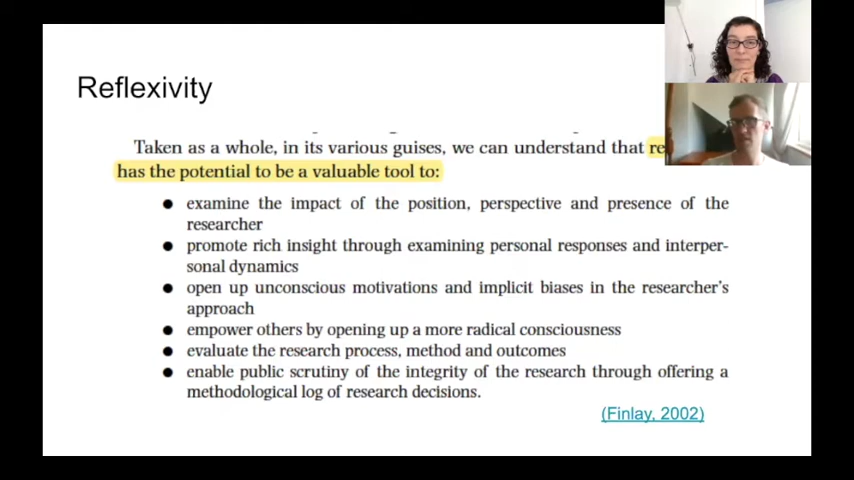 Reflexivity
Taken as a whole, in its various guises, we can understand that re
has the potential to be a valuable tool to:
● examine the impact of the position, perspective and presence of the
researcher
● promote rich insight through examining personal responses and interper-
sonal dynamics
● open up unconscious motivations and implicit biases in the researcher's
approach
● empower others by opening up a more radical consciousness
● evaluate the research process, method and outcomes
● enable public scrutiny of the integrity of the research through offering a
methodological log of research decisions.
(Finlay, 2002)